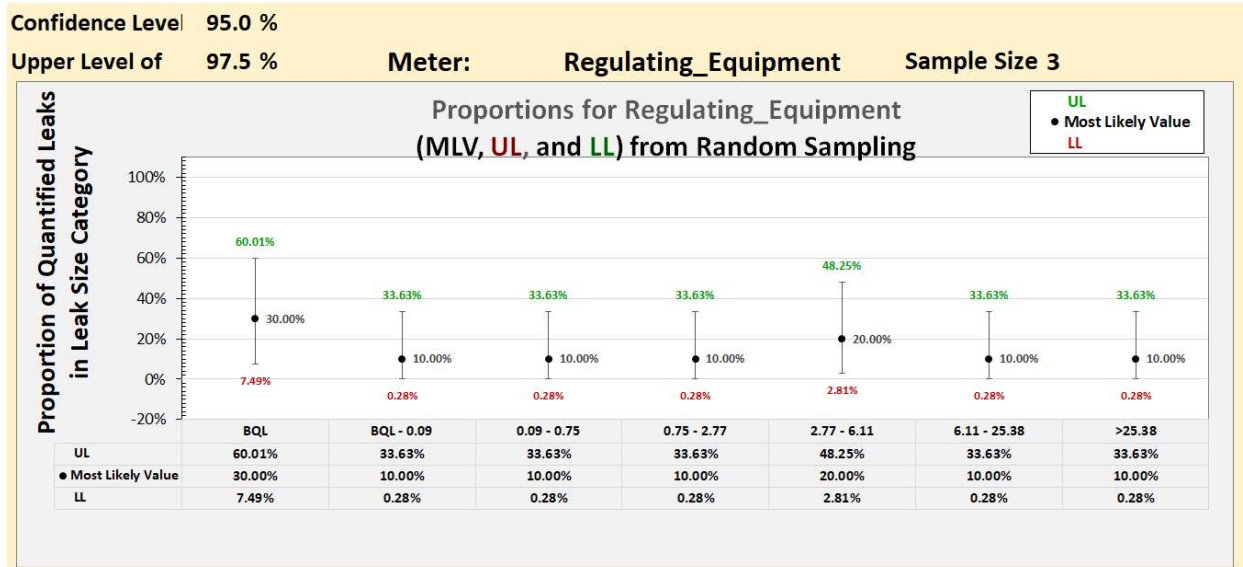 Confidence Level 95.0 %
Upper Level of 97.5 % Meter: Regulating_Equipment Sample Size 3
Proportions for Regulating_Equipment
(MLV, UL, and LL) from Random Sampling
UL
● Most Likely Value
LL
Proportion of Quantified Leaks
in Leak Size Category
100%
80%
60%
40%
20%
0%
-20%
60.01%
30.00%
7.49%
33.63%
10.00%
0.28%
33.63%
10.00%
0.28%
33.63%
10.00%
0.28%
48.25%
20.00%
2.81%
33.63%
10.00%
0.28%
33.63%
10.00%
0.28%
BQL BQL - 0.09 0.09 - 0.75 0.75 - 2.77 2.77 - 6.11 6.11 - 25.38 >25.38
UL 60.01% 33.63% 33.63% 33.63% 48.25% 33.63% 33.63%
● Most Likely Value 30.00% 10.00% 10.00% 10.00% 20.00% 10.00% 10.00%
LL 7.49% 0.28% 0.28% 0.28% 2.81% 0.28% 0.28%